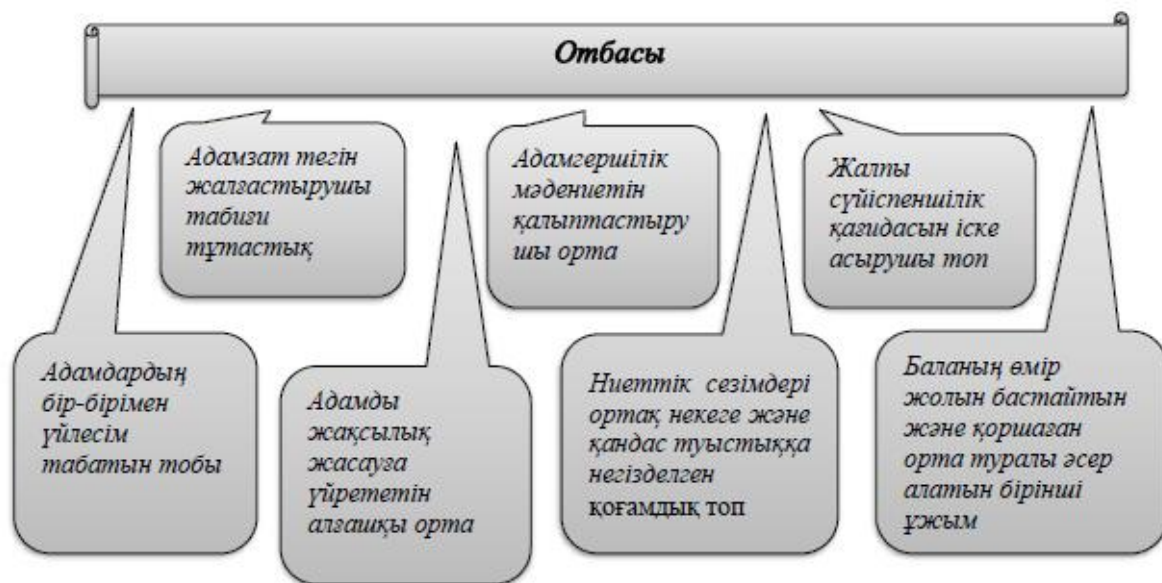 Отбасы
Адамзат тегін
жалғастырушы
табиғи
тұтастық
Адамгершілік
мәдениетін
қалыптастыру
шы орта
Жалпы
сүйіспеншілік
қағидасын іске
асырушы топ
Адамдардың
бір-бірімен
үйлесім
табатын тобы
Адамды
жақсылық
жасауға
үйрететін
алғашқы орта
Ниеттік сезімдері
ортақ некеге және
қандас туыстыққа
негізделген
қоғамдық топ
Баланың өмір
жолын бастайтын
және қоршаған
орта туралы әсер
алатын бірінші
ұжым